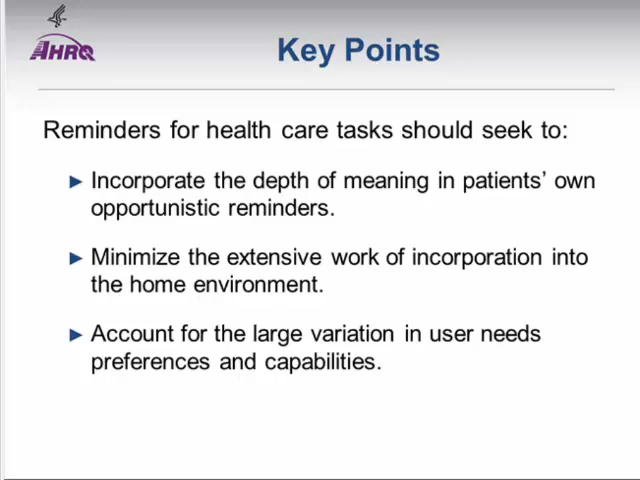 AHRQ
Key Points
Reminders for health care tasks should seek to:
Incorporate the depth of meaning in patients' own
opportunistic reminders.
Minimize the extensive work of incorporation into
the home environment.
Account for the large variation in user needs
preferences and capabilities.